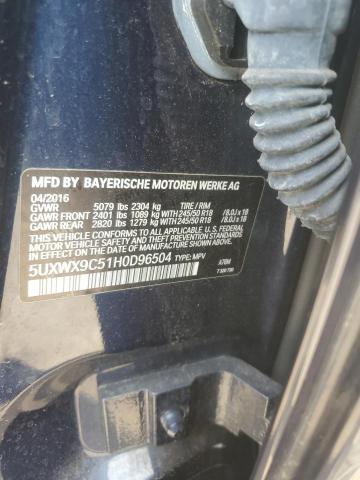 MFD BY BAYERISCHE MOTOREN WERKE AG
04/2016
GVWR 5079 lbs 2304 kg TIRE / RIM
GAWR FRONT 2401 lbs 1089 kg WITH 245/50 R18 /8.0J x 18
GAWR REAR 2820 lbs 1279 kg WITH 245/50 R18 /8.0J x 18
THIS VEHICLE CONFORMS TO ALL APPLICABLE FEDERAL MOTOR
VEHICLE SAFETY, BUMPER, AND THEFT PREVENTION STANDARDS
IN EFFECT ON THE DATE OF MANUFACTURE SHOWN ABOVE.
5UXWX9C51H0D96504 TYPE: MPV